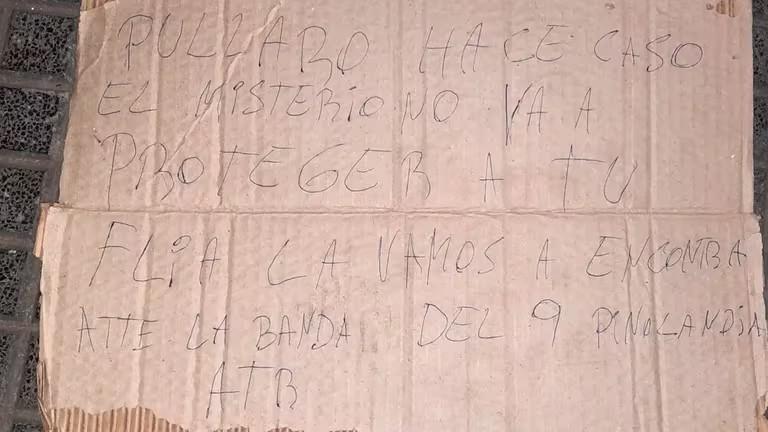 PULLARO HACE CASO
EL MISTERIO NO VA A
PROTEGER A TU
FLiA LA VAMOS A ENCONTRA
ATTE LA BANDA DEL 9 PINOLANDiA
ATR